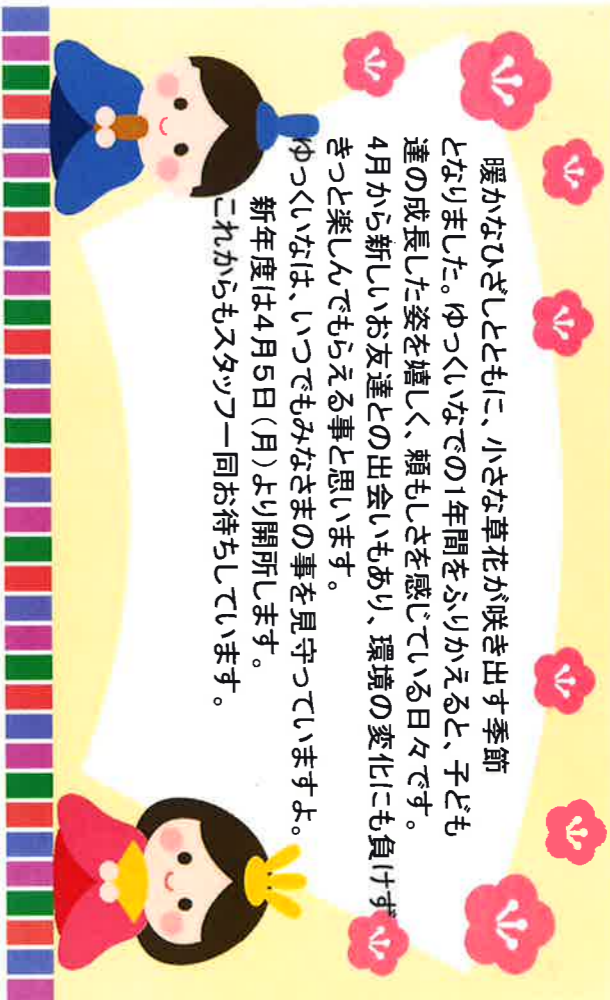 暖かなひざしとともに、小さな草花が咲き出す季節
となりました。ゆっくいなでの1年間をふりかえると、子ども
達の成長した姿を嬉しく、頼もしさを感じている日々です。
4月から新しいお友達との出会いもあり、環境の変化にも負けず
きっと楽しんでもらえる事と思います。
ゆっくいなは、いつでもみなさまの事を見守っていますよ。
新年度は4月5日(月)より開所します。
これからもスタッフ一同お待ちしています。